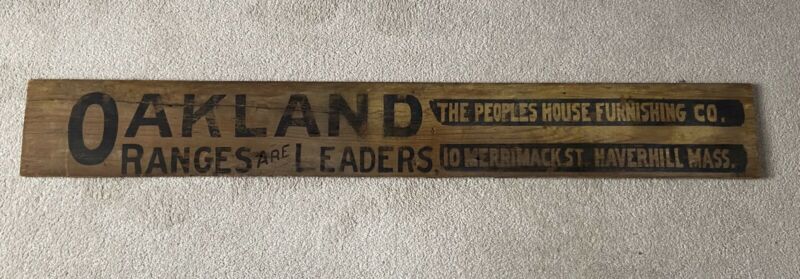 OAKLAND
RANGES ARE LEADERS.
THE PEOPLES HOUSE FURNISHING CO.
10 MERRIMACK ST. HAVERHILL MASS.